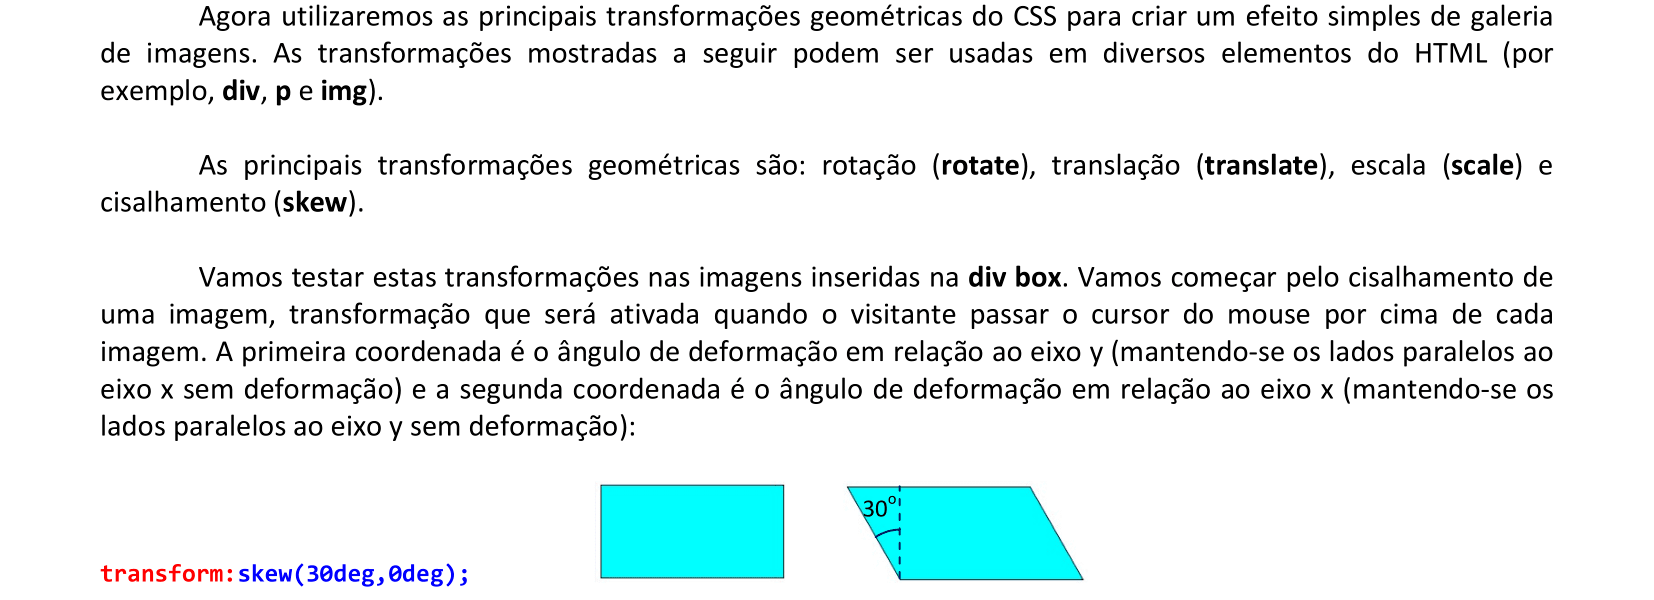 Agora utilizaremos as principais transformações geométricas do CSS para criar um efeito simples de galeria
de imagens. As transformações mostradas a seguir podem ser usadas em diversos elementos do HTML (por
exemplo, div, p e img).
As principais transformações geométricas são: rotação (rotate), translação (translate), escala (scale) e
cisalhamento (skew).
Vamos testar estas transformações nas imagens inseridas na div box. Vamos começar pelo cisalhamento de
uma imagem, transformação que será ativada quando o visitante passar o cursor do mouse por cima de cada
imagem. A primeira coordenada é o ângulo de deformação em relação ao eixo y (mantendo-se os lados paralelos ao
eixo x sem deformação) e a segunda coordenada é o ângulo de deformação em relação ao eixo x (mantendo-se os
lados paralelos ao eixo y sem deformação):
30º
transform:skew(30deg,0deg);